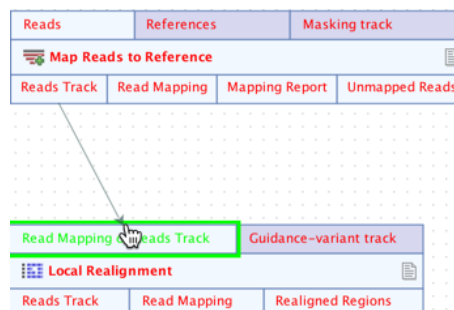 Reads References Masking track
Map Reads to Reference
Reads Track Read Mapping Mapping Report Unmapped Reads
Read Mapping Reads Track Guidance-variant track
Local Realignment
Reads Track Read Mapping Realigned Regions